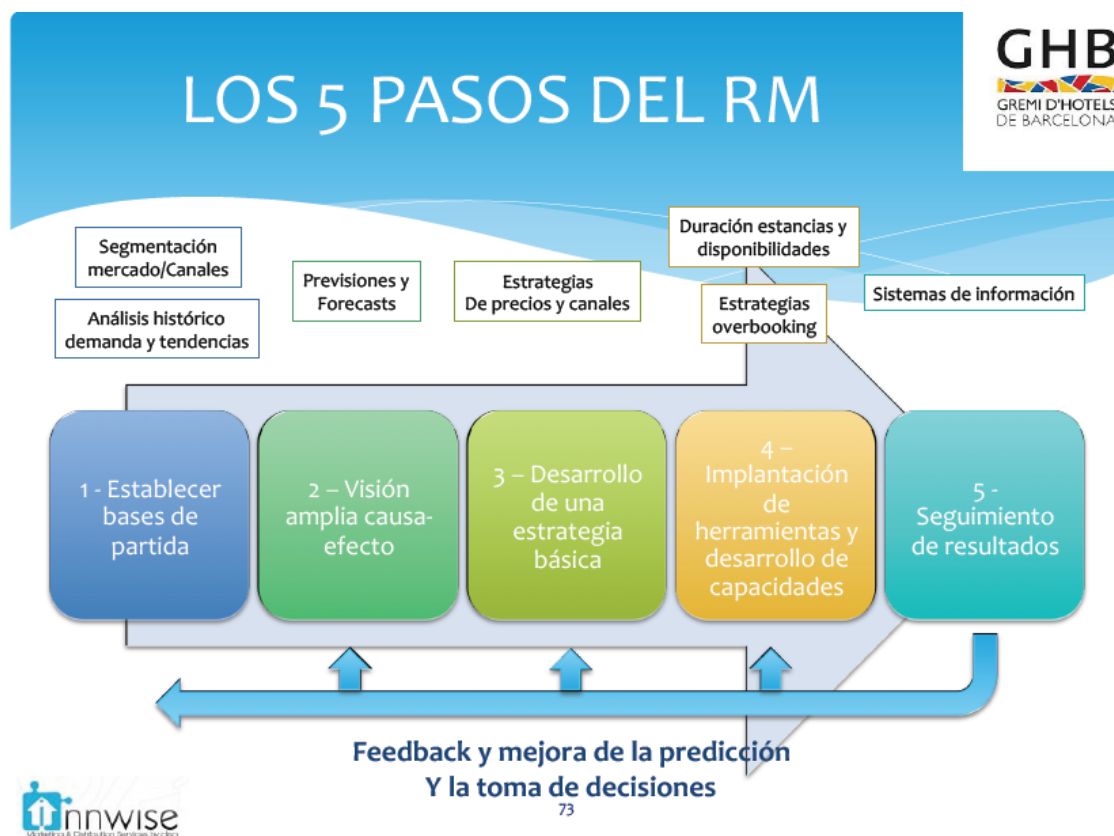 LOS 5 PASOS DEL RM
GHB
GREMI D'HOTELS
DE BARCELONA
Segmentación
mercado/Canales
Análisis histórico
demanda y tendencias
Previsiones y
Forecasts
Estrategias
De precios y canales
Duración estancias y
disponibilidades
Estrategias
overbooking
Sistemas de información
1 - Establecer
bases de
partida
2 – Visión
amplia causa-
efecto
3 – Desarrollo
de una
estrategia
básica
4 –
Implantación
de
herramientas y
desarrollo de
capacidades
5 -
Seguimiento
de resultados
Feedback y mejora de la predicción
Y la toma de decisiones
73
innwise
Marketing & Distribution Services